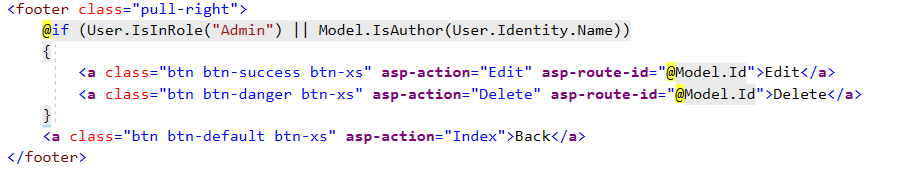 <footer class="pull-right">
    @if (User.IsInRole("Admin") || Model.IsAuthor(User.Identity.Name))
    {
        <a class="btn btn-success btn-xs" asp-action="Edit" asp-route-id="@Model.Id">Edit</a>
        <a class="btn btn-danger btn-xs" asp-action="Delete" asp-route-id="@Model.Id">Delete</a>
    }
    <a class="btn btn-default btn-xs" asp-action="Index">Back</a>
</footer>